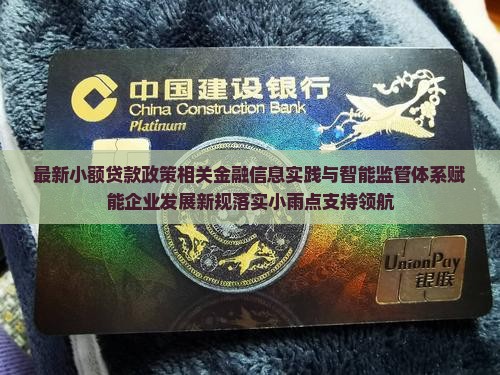 中国建设银行
China Construction Bank
Platinum
最新小额贷款政策相关金融信息实践与智能监管体系赋
能企业发展新规落实小雨点支持领航
UnionPay
银联